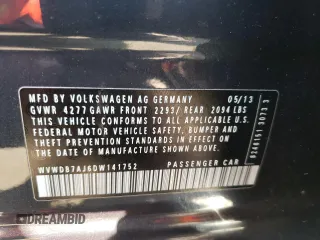 MFD. BY VOLKSWAGEN AG GERMANY 05/13
GVWR 4277 GAWR FRONT 2293/ REAR 2094 LBS
THIS VEHICLE CONFORMS TO ALL APPLICABLE U.S.
FEDERAL MOTOR VEHICLE SAFETY, BUMPER AND
THEFT PREVENTION STANDARDS IN EFFECT ON THE
DATE OF MANUFACTURE SHOWN ABOVE
WVWDB7AJ6DW141752 PASSENGER CAR
EPICVIN.COM